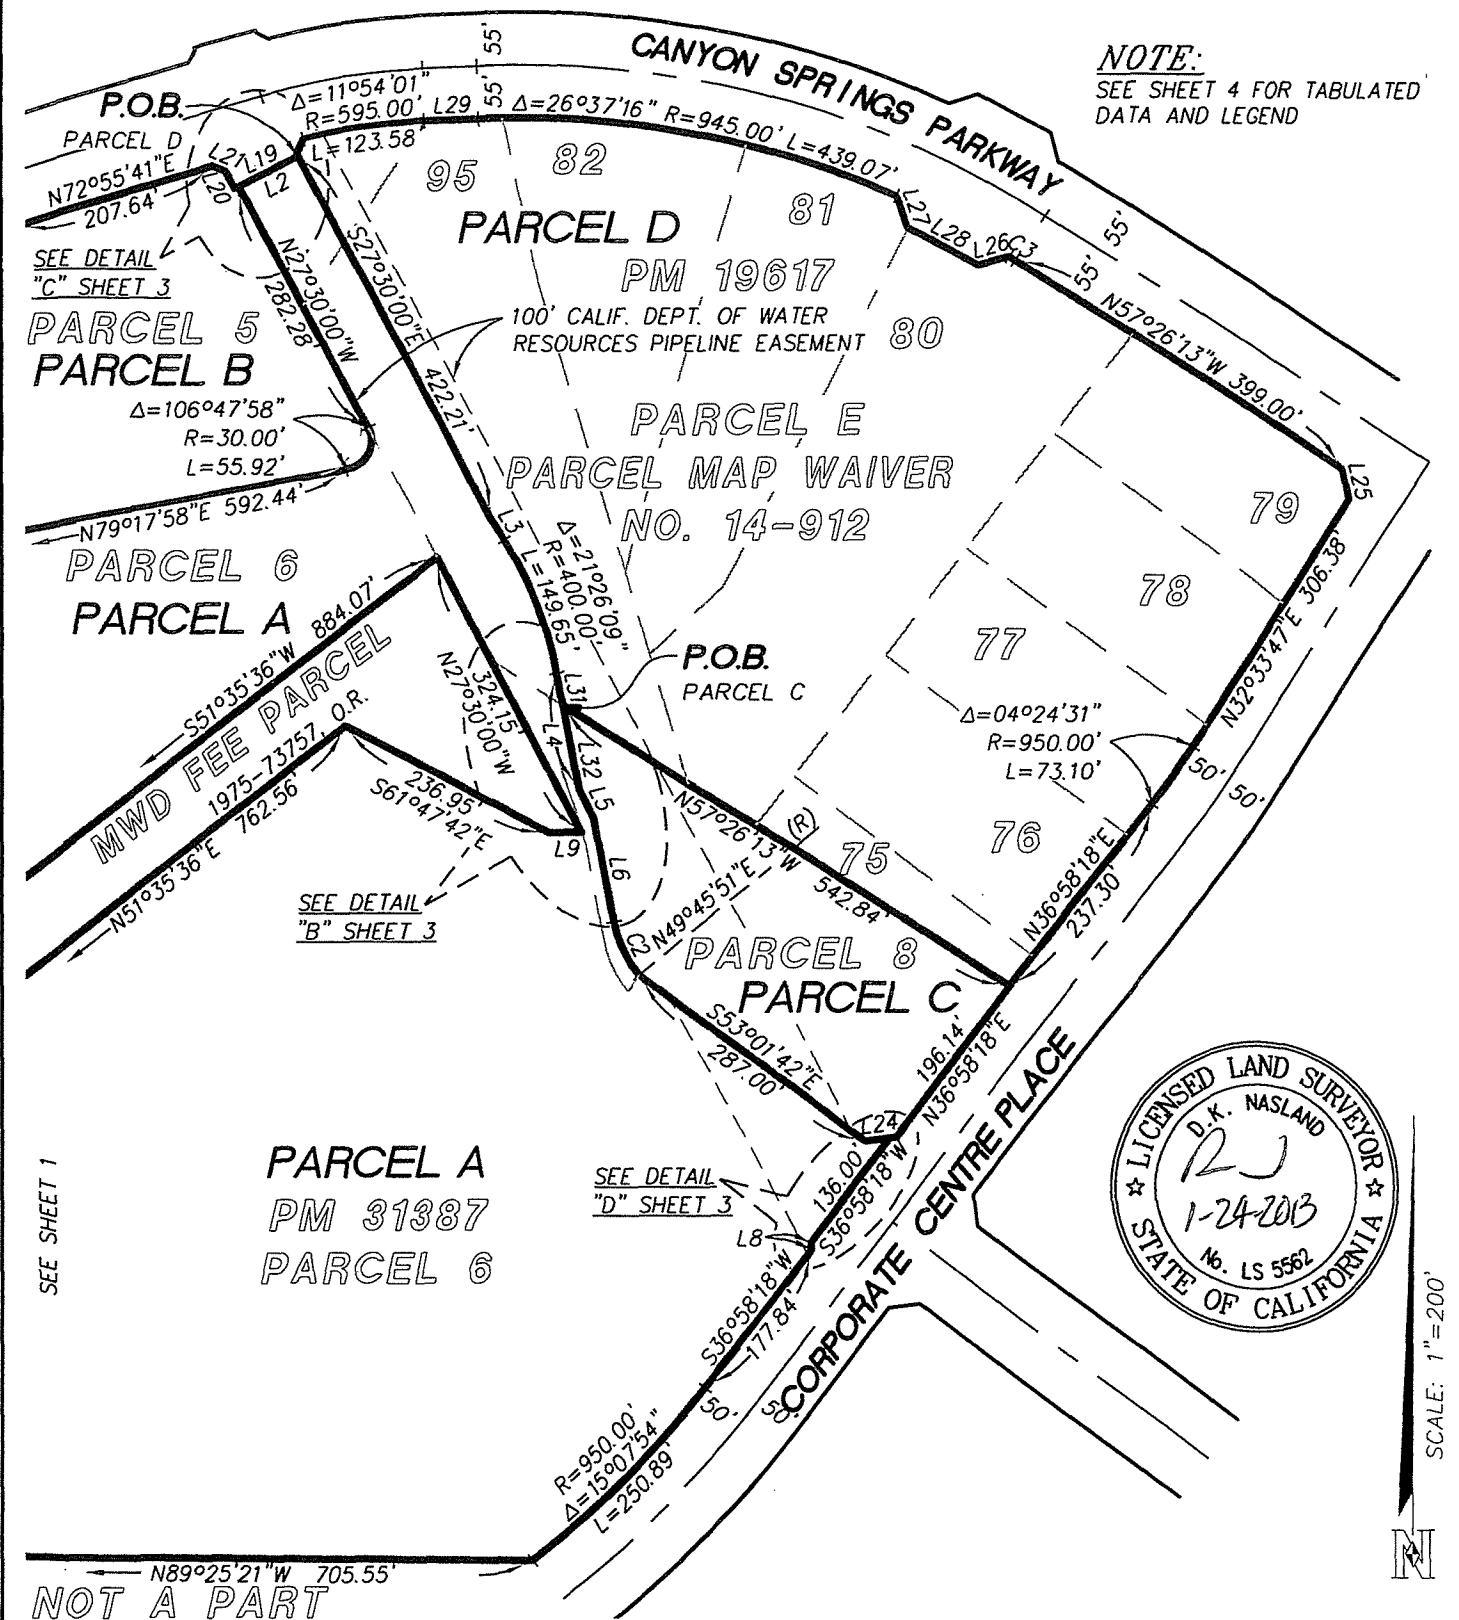 NOTE:
SEE SHEET 4 FOR TABULATED
DATA AND LEGEND
CANYON SPRINGS PARKWAY
55'
55'
P.O.B.
PARCEL D
Δ=11°54'01"
R=595.00'
L=123.58'
L29
Δ=26°37'16" R=945.00' L=439.07'
N72°55'41"E
207.64'
L21
L19
L20
L2
95
82
81
L27
L28
L26
C3
55'
55'
PARCEL D
PM 19617
SEE DETAIL
"C" SHEET 3
N27°30'00"W
282.28'
S27°30'00"E
422.21'
100' CALIF. DEPT. OF WATER
RESOURCES PIPELINE EASEMENT
80
N57°26'13"W 399.00'
PARCEL 5
PARCEL B
Δ=106°47'58"
R=30.00'
L=55.92'
PARCEL E
PARCEL MAP WAIVER
NO. 14-912
L25
79
N79°17'58"E 592.44'
L3
Δ=21°26'09"
R=400.00'
L=149.65'
PARCEL 6
PARCEL A
78
N32°33'47"E 306.38'
S51°35'36"W 884.07'
MWD FEE PARCEL
1975-73757, O.R.
N51°35'36"E 762.56'
N27°30'00"W
324.15'
77
P.O.B.
PARCEL C
L31
L4
L32
L5
Δ=04°24'31"
R=950.00'
L=73.10'
50'
50'
236.95'
S61°47'42"E
L9
L6
N57°26'13"W
542.84'
(R)
75
76
N36°58'18"E
237.30'
SEE DETAIL
"B" SHEET 3
C2
N49°45'51"E
PARCEL 8
PARCEL C
S53°01'42"E
287.00'
196.14'
N36°58'18"E
L24
CORPORATE CENTRE PLACE
LICENSED LAND SURVEYOR
D.K. NASLAND
1-24-2013
No. LS 5562
STATE OF CALIFORNIA
SEE SHEET 1
PARCEL A
PM 31387
PARCEL 6
SEE DETAIL
"D" SHEET 3
136.00'
S36°58'18"W
L8
S36°58'18"W
177.84'
50'
50'
R=950.00'
Δ=15°07'54"
L=250.89'
SCALE: 1"=200'
N
N89°25'21"W 705.55'
NOT A PART